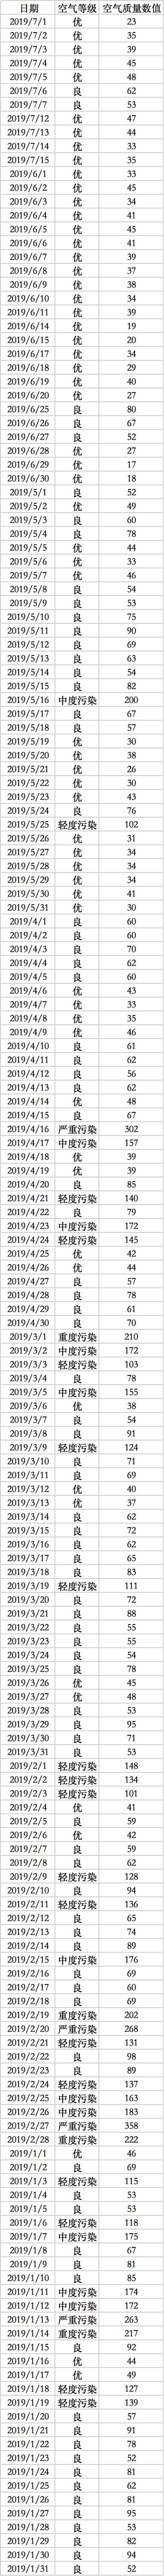 日期 空气等级 空气质量数值
2019/7/1 优 23
2019/7/2 优 35
2019/7/3 优 39
2019/7/4 优 45
2019/7/5 优 48
2019/7/6 良 62
2019/7/7 良 53
2019/7/12 优 47
2019/7/13 优 44
2019/7/14 优 33
2019/7/15 优 35
2019/6/1 优 33
2019/6/2 优 45
2019/6/3 优 34
2019/6/4 优 41
2019/6/5 优 45
2019/6/6 优 41
2019/6/7 优 39
2019/6/8 优 37
2019/6/9 优 38
2019/6/10 优 34
2019/6/11 优 39
2019/6/14 优 19
2019/6/15 优 20
2019/6/17 优 34
2019/6/18 优 29
2019/6/19 优 40
2019/6/20 优 27
2019/6/25 良 80
2019/6/26 良 67
2019/6/27 良 52
2019/6/28 优 27
2019/6/29 优 17
2019/6/30 优 18
2019/5/1 良 52
2019/5/2 优 49
2019/5/3 良 60
2019/5/4 良 78
2019/5/5 优 44
2019/5/6 优 33
2019/5/7 优 46
2019/5/8 良 54
2019/5/9 良 53
2019/5/10 良 75
2019/5/11 良 90
2019/5/12 良 69
2019/5/13 良 63
2019/5/14 良 54
2019/5/15 良 82
2019/5/16 中度污染 200
2019/5/17 良 67
2019/5/18 良 57
2019/5/19 优 30
2019/5/20 优 38
2019/5/21 优 26
2019/5/22 优 30
2019/5/23 优 43
2019/5/24 良 76
2019/5/25 轻度污染 102
2019/5/26 优 31
2019/5/27 优 34
2019/5/28 优 34
2019/5/29 优 34
2019/5/30 优 41
2019/5/31 优 30
2019/4/1 良 60
2019/4/2 良 60
2019/4/3 良 70
2019/4/4 良 62
2019/4/5 良 60
2019/4/6 优 43
2019/4/7 优 33
2019/4/8 优 35
2019/4/9 优 46
2019/4/10 良 61
2019/4/11 良 62
2019/4/12 良 56
2019/4/13 良 62
2019/4/14 优 48
2019/4/15 良 67
2019/4/16 严重污染 302
2019/4/17 中度污染 157
2019/4/18 优 39
2019/4/19 优 39
2019/4/20 良 85
2019/4/21 轻度污染 140
2019/4/22 良 79
2019/4/23 中度污染 172
2019/4/24 轻度污染 145
2019/4/25 优 42
2019/4/26 优 44
2019/4/27 良 57
2019/4/28 良 78
2019/4/29 良 61
2019/4/30 良 70
2019/3/1 重度污染 210
2019/3/2 中度污染 172
2019/3/3 轻度污染 103
2019/3/4 良 78
2019/3/5 中度污染 155
2019/3/6 优 38
2019/3/7 良 54
2019/3/8 良 91
2019/3/9 轻度污染 124
2019/3/10 良 71
2019/3/11 良 69
2019/3/12 优 40
2019/3/13 优 37
2019/3/14 良 62
2019/3/15 良 72
2019/3/16 良 62
2019/3/17 良 65
2019/3/18 良 83
2019/3/19 轻度污染 111
2019/3/20 良 72
2019/3/21 良 88
2019/3/22 良 55
2019/3/23 良 55
2019/3/24 良 54
2019/3/25 良 78
2019/3/26 优 45
2019/3/27 优 48
2019/3/28 良 53
2019/3/29 良 95
2019/3/30 良 71
2019/3/31 良 53
2019/2/1 轻度污染 148
2019/2/2 轻度污染 134
2019/2/3 轻度污染 101
2019/2/4 优 41
2019/2/5 良 59
2019/2/6 优 42
2019/2/7 良 59
2019/2/8 良 62
2019/2/9 轻度污染 128
2019/2/10 良 94
2019/2/11 轻度污染 136
2019/2/12 良 65
2019/2/13 良 74
2019/2/14 良 89
2019/2/15 中度污染 176
2019/2/16 良 69
2019/2/17 良 60
2019/2/18 良 69
2019/2/19 重度污染 202
2019/2/20 严重污染 268
2019/2/21 轻度污染 131
2019/2/22 良 98
2019/2/23 良 89
2019/2/24 轻度污染 137
2019/2/25 中度污染 163
2019/2/26 中度污染 183
2019/2/27 严重污染 358
2019/2/28 重度污染 222
2019/1/1 优 46
2019/1/2 良 69
2019/1/3 轻度污染 115
2019/1/4 良 53
2019/1/5 良 53
2019/1/6 轻度污染 118
2019/1/7 中度污染 175
2019/1/8 良 67
2019/1/9 良 81
2019/1/10 良 85
2019/1/11 中度污染 174
2019/1/12 中度污染 172
2019/1/13 严重污染 263
2019/1/14 重度污染 217
2019/1/15 良 92
2019/1/16 优 44
2019/1/17 优 49
2019/1/18 轻度污染 127
2019/1/19 轻度污染 139
2019/1/20 良 57
2019/1/21 良 91
2019/1/22 良 78
2019/1/23 良 52
2019/1/24 良 81
2019/1/25 良 62
2019/1/26 良 81
2019/1/27 良 95
2019/1/28 良 53
2019/1/29 良 82
2019/1/30 良 94
2019/1/31 良 52